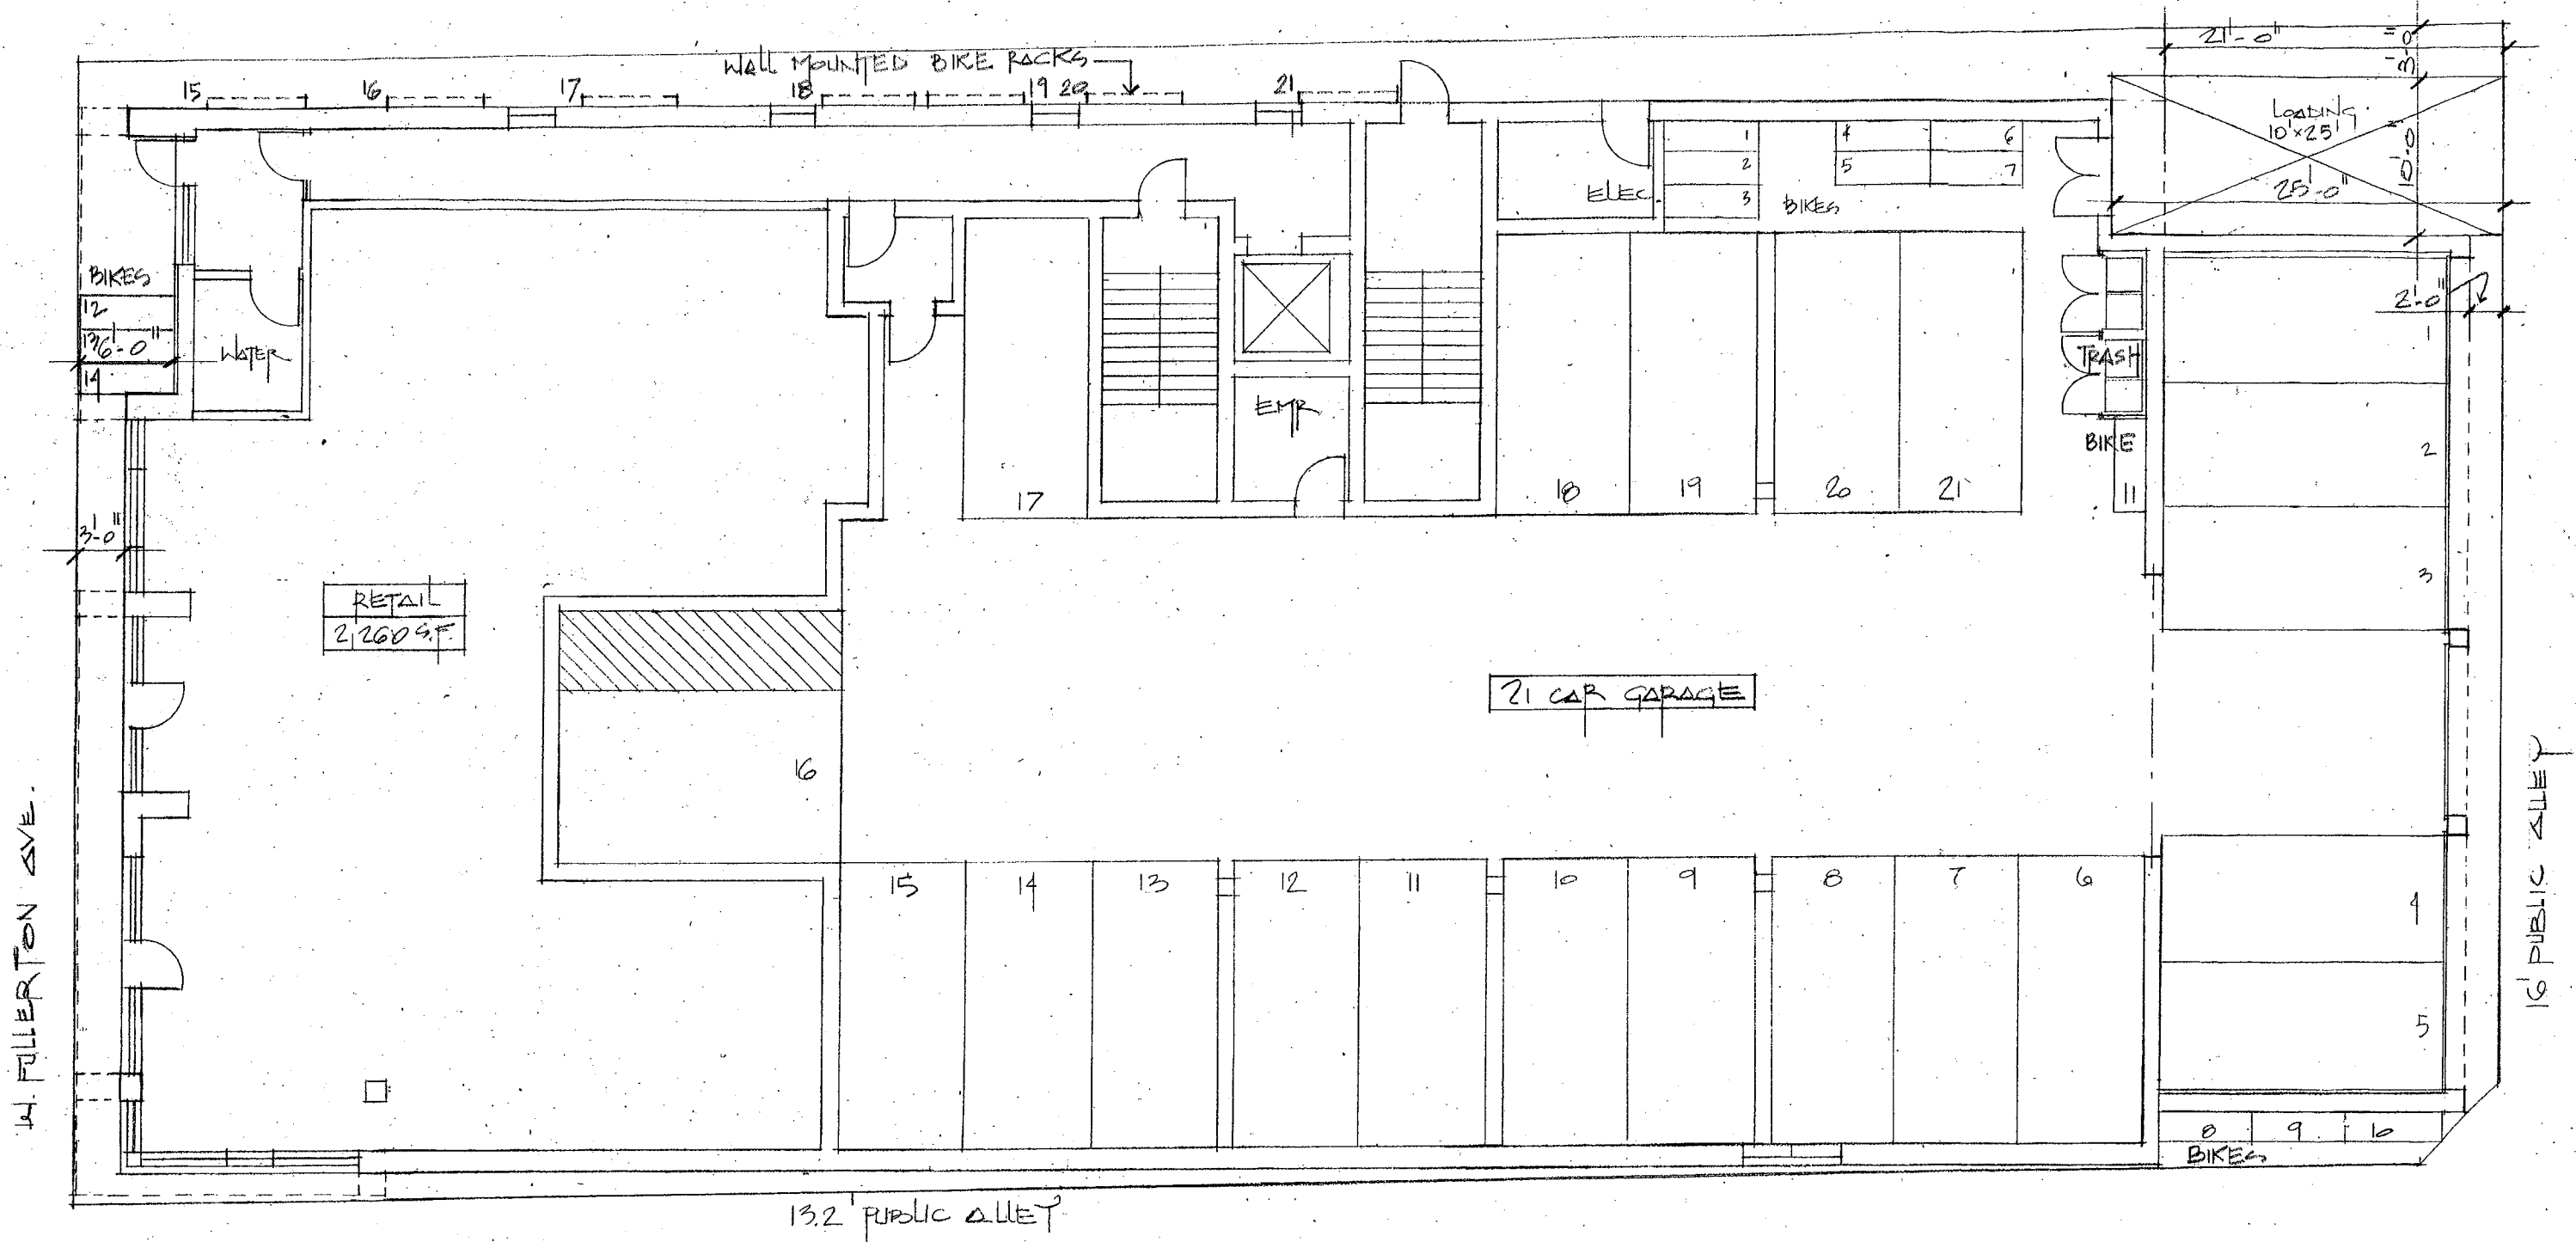 21'-0"
3'-0"
WALL MOUNTED BIKE RACKS
15
16
17
18
19
20
21
LOADING
10'x25'
10'-0"
25'-0"
1
2
3
4
5
6
7
ELEC.
BIKES
BIKES
12
13
6'-0"
14
WATER
2'-0"
TRASH
BIKE
11
EMR
17
18
19
20
21
1
2
3
3'-0"
RETAIL
2,260 S.F.
21 CAR GARAGE
16
W. FULLERTON AVE.
16' PUBLIC ALLEY
15
14
13
12
11
10
9
8
7
6
4
5
8
9
10
BIKES
13.2' PUBLIC ALLEY